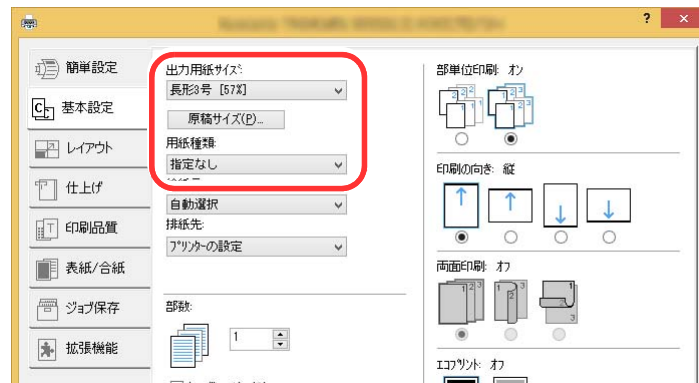 ?
×
簡単設定
基本設定
レイアウト
仕上げ
印刷品質
表紙/合紙
ジョブ保存
拡張機能
出力用紙サイズ:
長形3号 [57%]
原稿サイズ(P)...
用紙種類:
指定なし
自動選択
排紙先:
プリンターの設定
部数:
1
部単位印刷: オン
印刷の向き: 縦
両面印刷: オフ
エコプリント: オフ